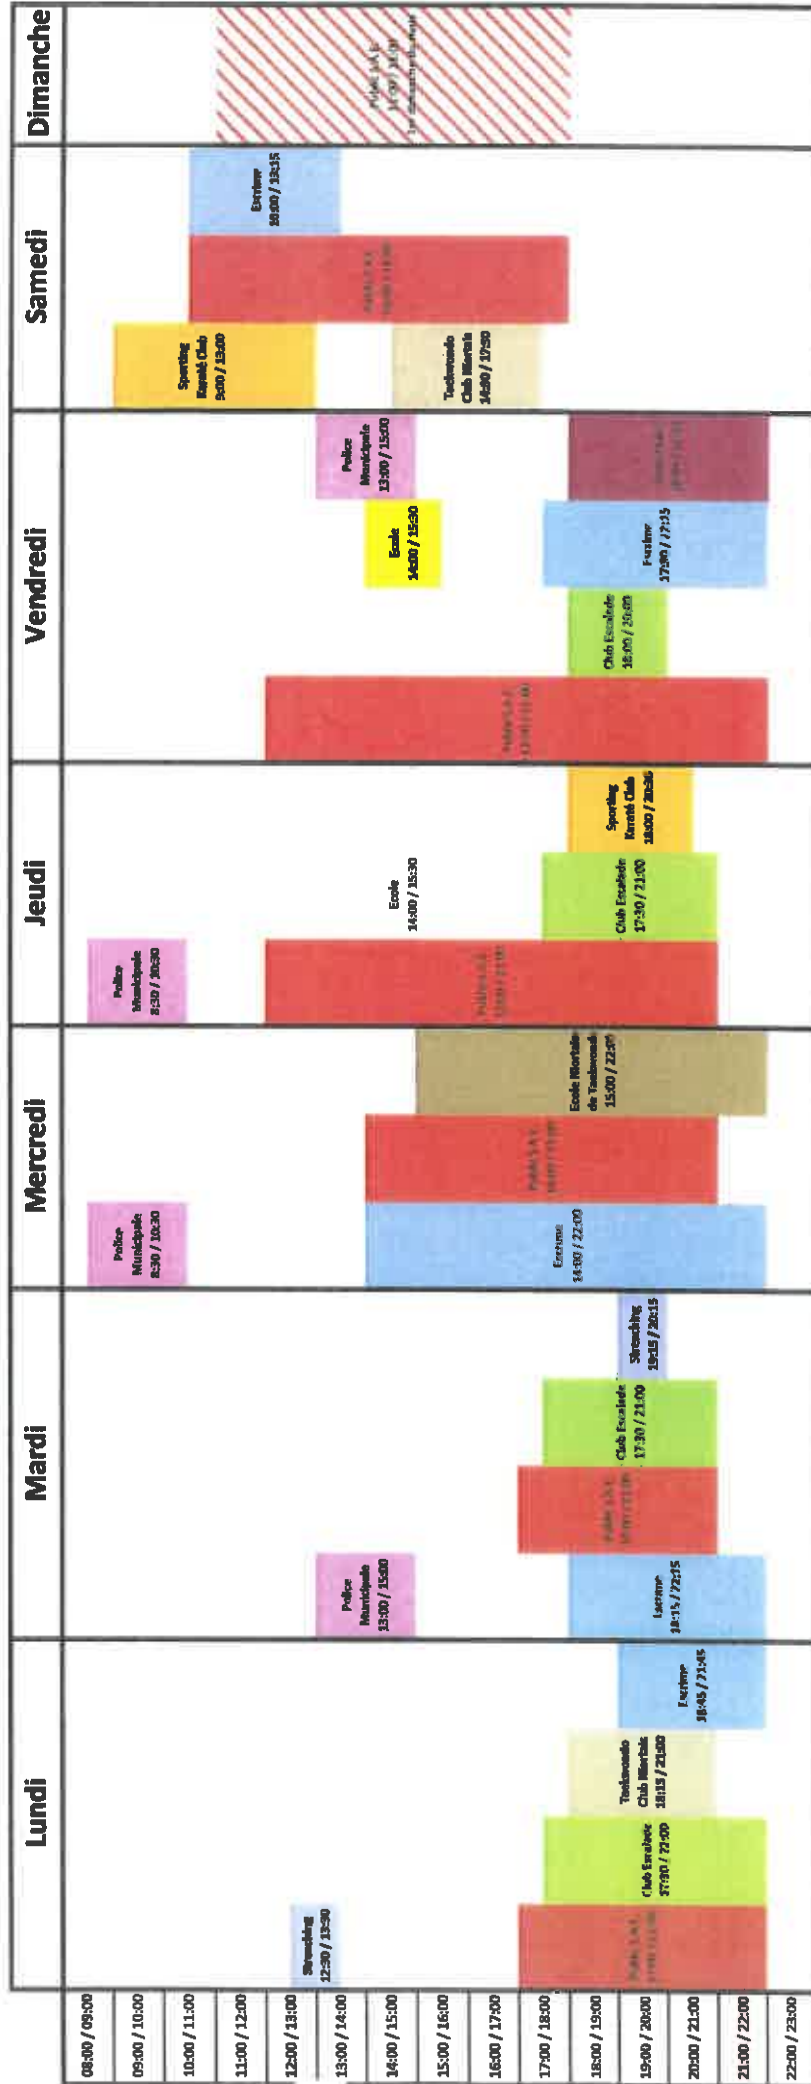 Lundi
Mardi
Mercredi
Jeudi
Vendredi
Samedi
Dimanche
08:00 / 09:00
09:00 / 10:00
10:00 / 11:00
11:00 / 12:00
12:00 / 13:00
13:00 / 14:00
14:00 / 15:00
15:00 / 16:00
16:00 / 17:00
17:00 / 18:00
18:00 / 19:00
19:00 / 20:00
20:00 / 21:00
21:00 / 22:00
22:00 / 23:00
Streaching
12:30 / 13:30
Club Escalade
17:30 / 22:00
Taekwondo
Club Niortais
18:15 / 21:00
Escrime
18:45 / 21:45
Police
Municipale
13:00 / 15:00
Escrime
18:15 / 22:15
Club Escalade
17:30 / 21:00
Streaching
19:15 / 20:15
Police
Municipale
8:30 / 10:30
Escrime
14:00 / 22:00
Public S.A.E.
Ecole Niortaise
de Taekwondo
15:00 / 22:00
Police
Municipale
8:30 / 10:30
Ecole
14:00 / 15:30
Club Escalade
17:30 / 21:00
Sporting
Karaté Club
18:00 / 20:30
Club Escalade
18:00 / 20:00
Ecole
14:00 / 15:30
Escrime
17:30 / 22:15
Police
Municipale
13:00 / 15:00
Sporting
Karaté Club
9:00 / 13:00
Taekwondo
Club Niortais
14:30 / 17:30
Escrime
10:00 / 13:15
Public S.A.E.